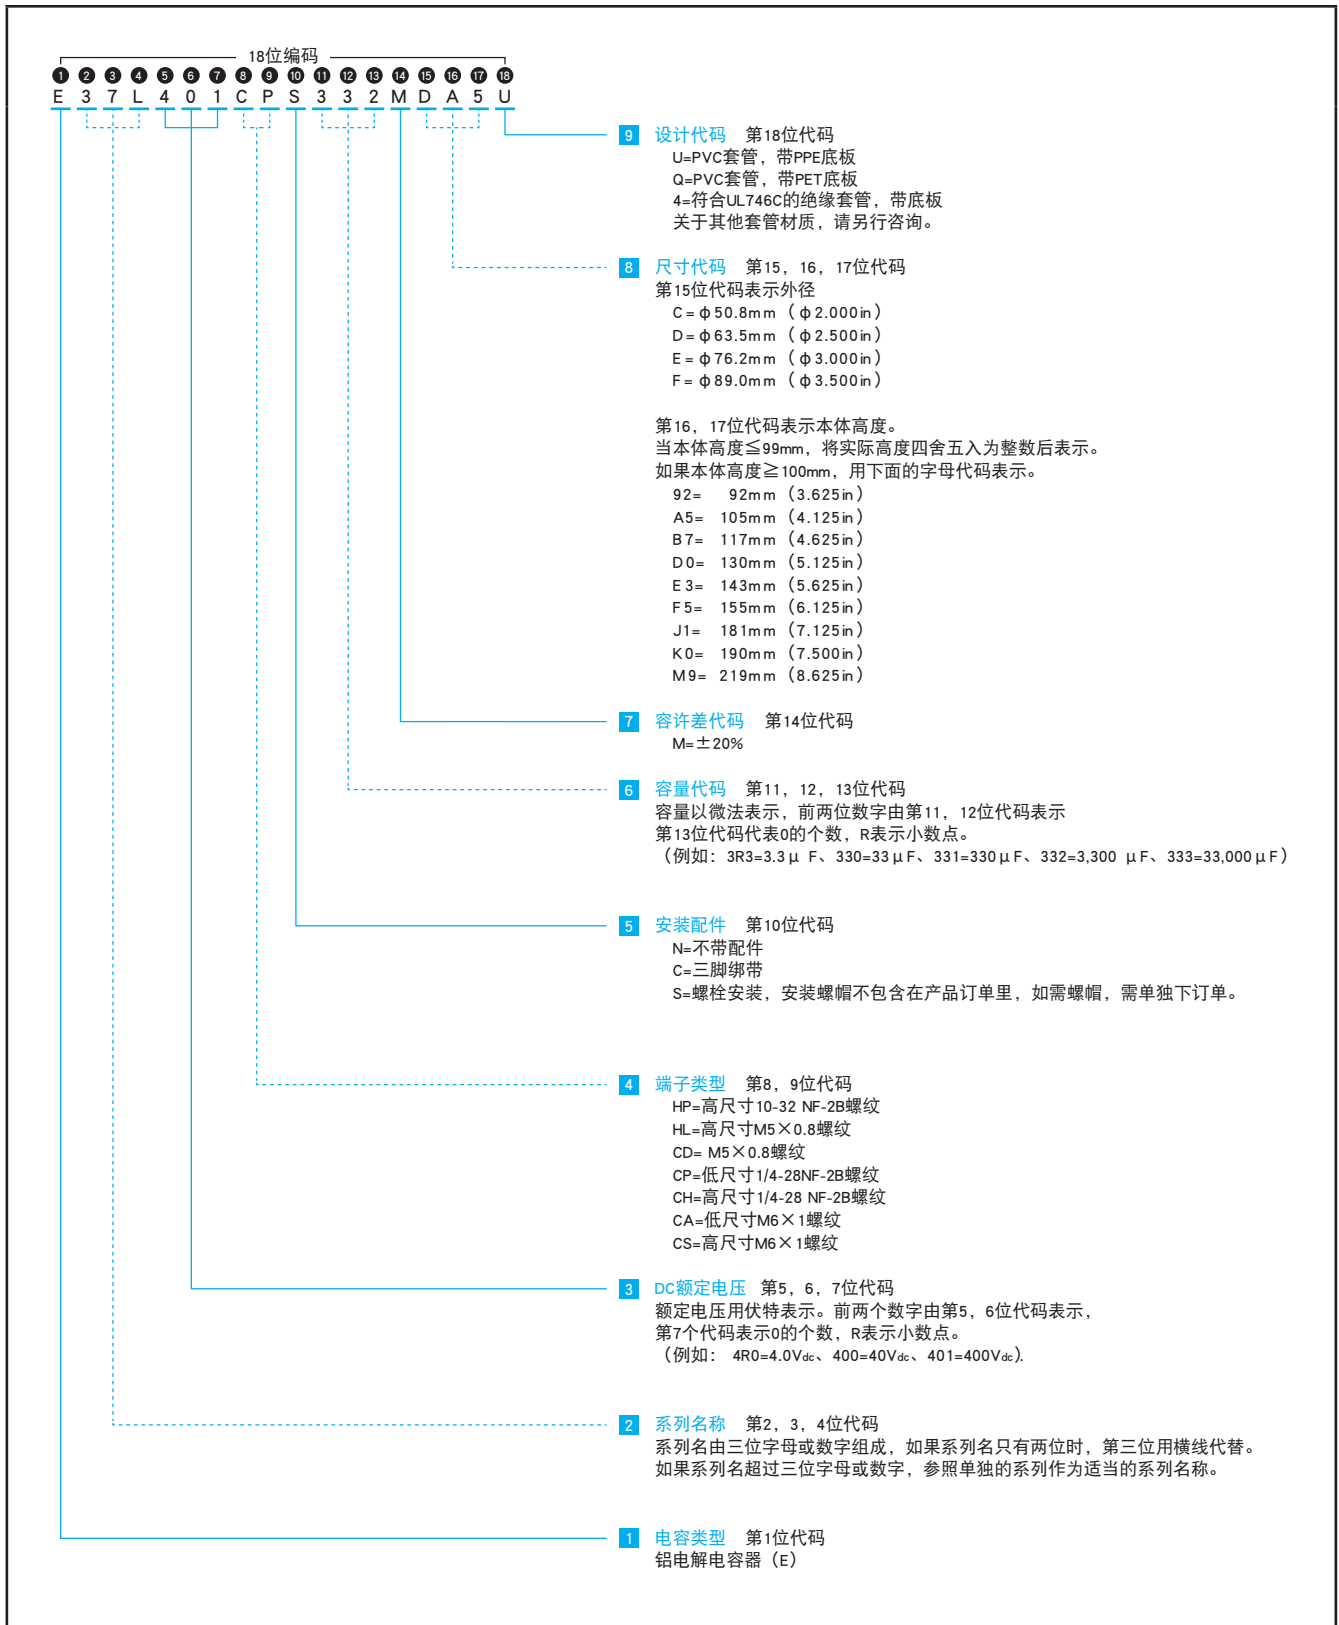 18位编码
1 2 3 4 5 6 7 8 9 10 11 12 13 14 15 16 17 18
E 3 7 L 4 0 1 C P S 3 3 2 M D A 5 U
9 设计代码 第18位代码
U=PVC套管，带PPE底板
Q=PVC套管，带PET底板
4=符合UL746C的绝缘套管，带底板
关于其他套管材质，请另行咨询。
8 尺寸代码 第15，16，17位代码
第15位代码表示外径
C=ϕ50.8mm（ϕ2.000in）
D=ϕ63.5mm（ϕ2.500in）
E=ϕ76.2mm（ϕ3.000in）
F=ϕ89.0mm（ϕ3.500in）
第16，17位代码表示本体高度。
当本体高度≦99mm，将实际高度四舍五入为整数后表示。
如果本体高度≧100mm，用下面的字母代码表示。
92= 92mm（3.625in）
A5= 105mm（4.125in）
B7= 117mm（4.625in）
D0= 130mm（5.125in）
E3= 143mm（5.625in）
F5= 155mm（6.125in）
J1= 181mm（7.125in）
K0= 190mm（7.500in）
M9= 219mm（8.625in）
7 容许差代码 第14位代码
M=±20%
6 容量代码 第11，12，13位代码
容量以微法表示，前两位数字由第11，12位代码表示
第13位代码代表0的个数，R表示小数点。
（例如：3R3=3.3μ F、330=33μF、331=330μF、332=3,300 μF、333=33,000μF）
5 安装配件 第10位代码
N=不带配件
C=三脚绑带
S=螺栓安装，安装螺帽不包含在产品订单里，如需螺帽，需单独下订单。
4 端子类型 第8，9位代码
HP=高尺寸10-32 NF-2B螺纹
HL=高尺寸M5×0.8螺纹
CD= M5×0.8螺纹
CP=低尺寸1/4-28NF-2B螺纹
CH=高尺寸1/4-28 NF-2B螺纹
CA=低尺寸M6×1螺纹
CS=高尺寸M6×1螺纹
3 DC额定电压 第5，6，7位代码
额定电压用伏特表示。前两个数字由第5，6位代码表示，
第7个代码表示0的个数，R表示小数点。
（例如： 4R0=4.0Vdc、400=40Vdc、401=400Vdc).
2 系列名称 第2，3，4位代码
系列名由三位字母或数字组成，如果系列名只有两位时，第三位用横线代替。
如果系列名超过三位字母或数字，参照单独的系列作为适当的系列名称。
1 电容类型 第1位代码
铝电解电容器（E）